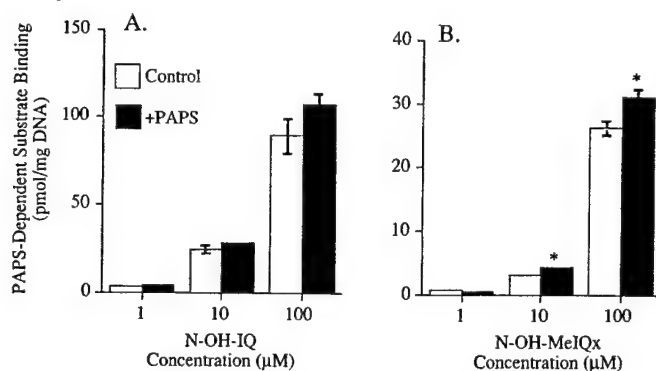 A.
B.
PAPS-Dependent Substrate Binding
(pmol/mg DNA)
150
100
50
0
Control
+PAPS
1 10 100
N-OH-IQ
Concentration (µM)
40
30
20
10
0
*
*
1 10 100
N-OH-MeIQx
Concentration (µM)